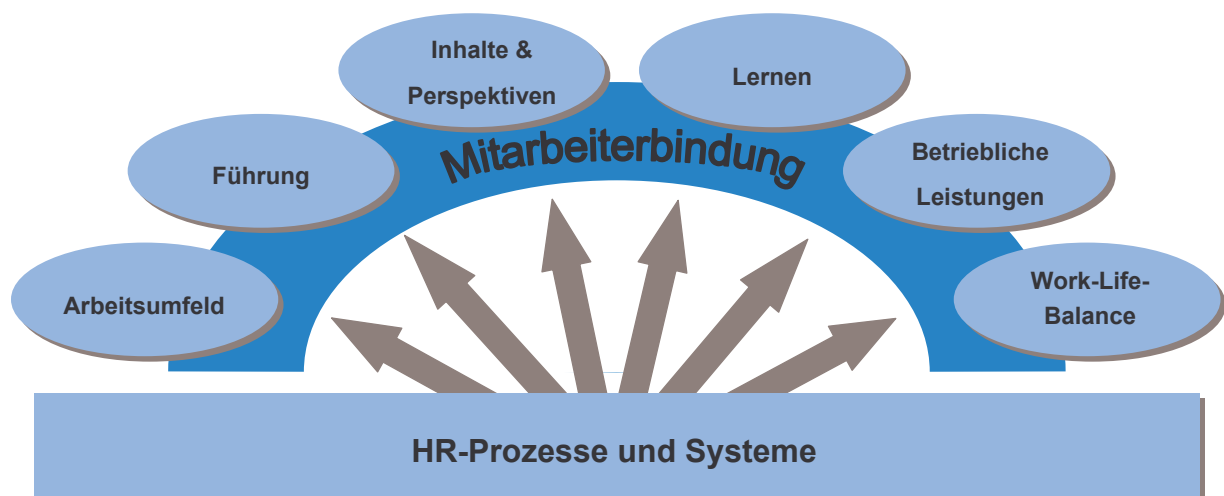 Inhalte &
Perspektiven
Lernen
Führung
Mitarbeiterbindung
Betriebliche
Leistungen
Arbeitsumfeld
Work-Life-
Balance
HR-Prozesse und Systeme